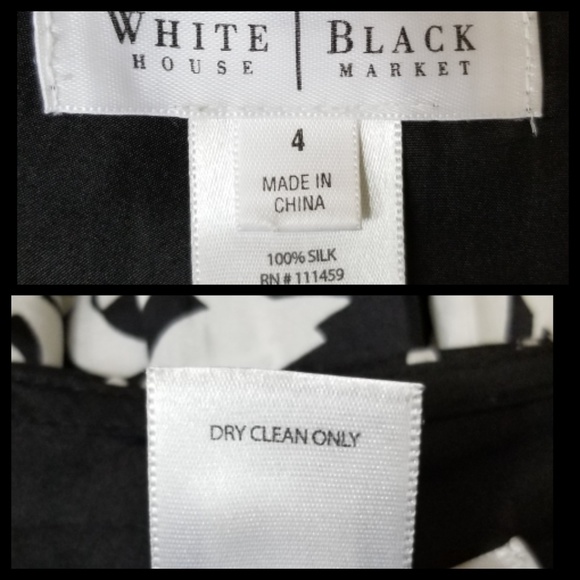 WHITE | BLACK
HOUSE | MARKET
4
MADE IN
CHINA
100% SILK
RN # 111459
DRY CLEAN ONLY